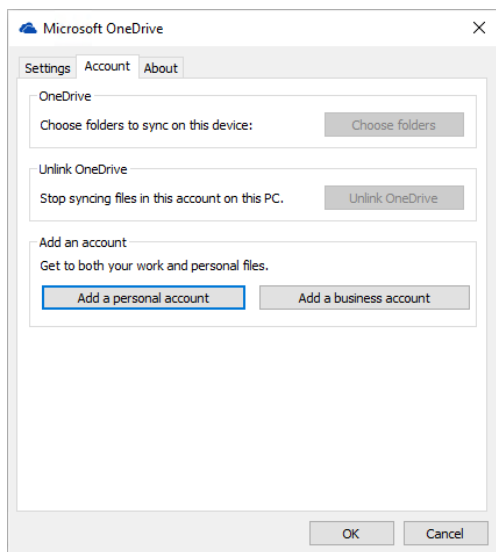 Microsoft OneDrive
Settings Account About
OneDrive
Choose folders to sync on this device: Choose folders
Unlink OneDrive
Stop syncing files in this account on this PC. Unlink OneDrive
Add an account
Get to both your work and personal files.
Add a personal account Add a business account
OK Cancel